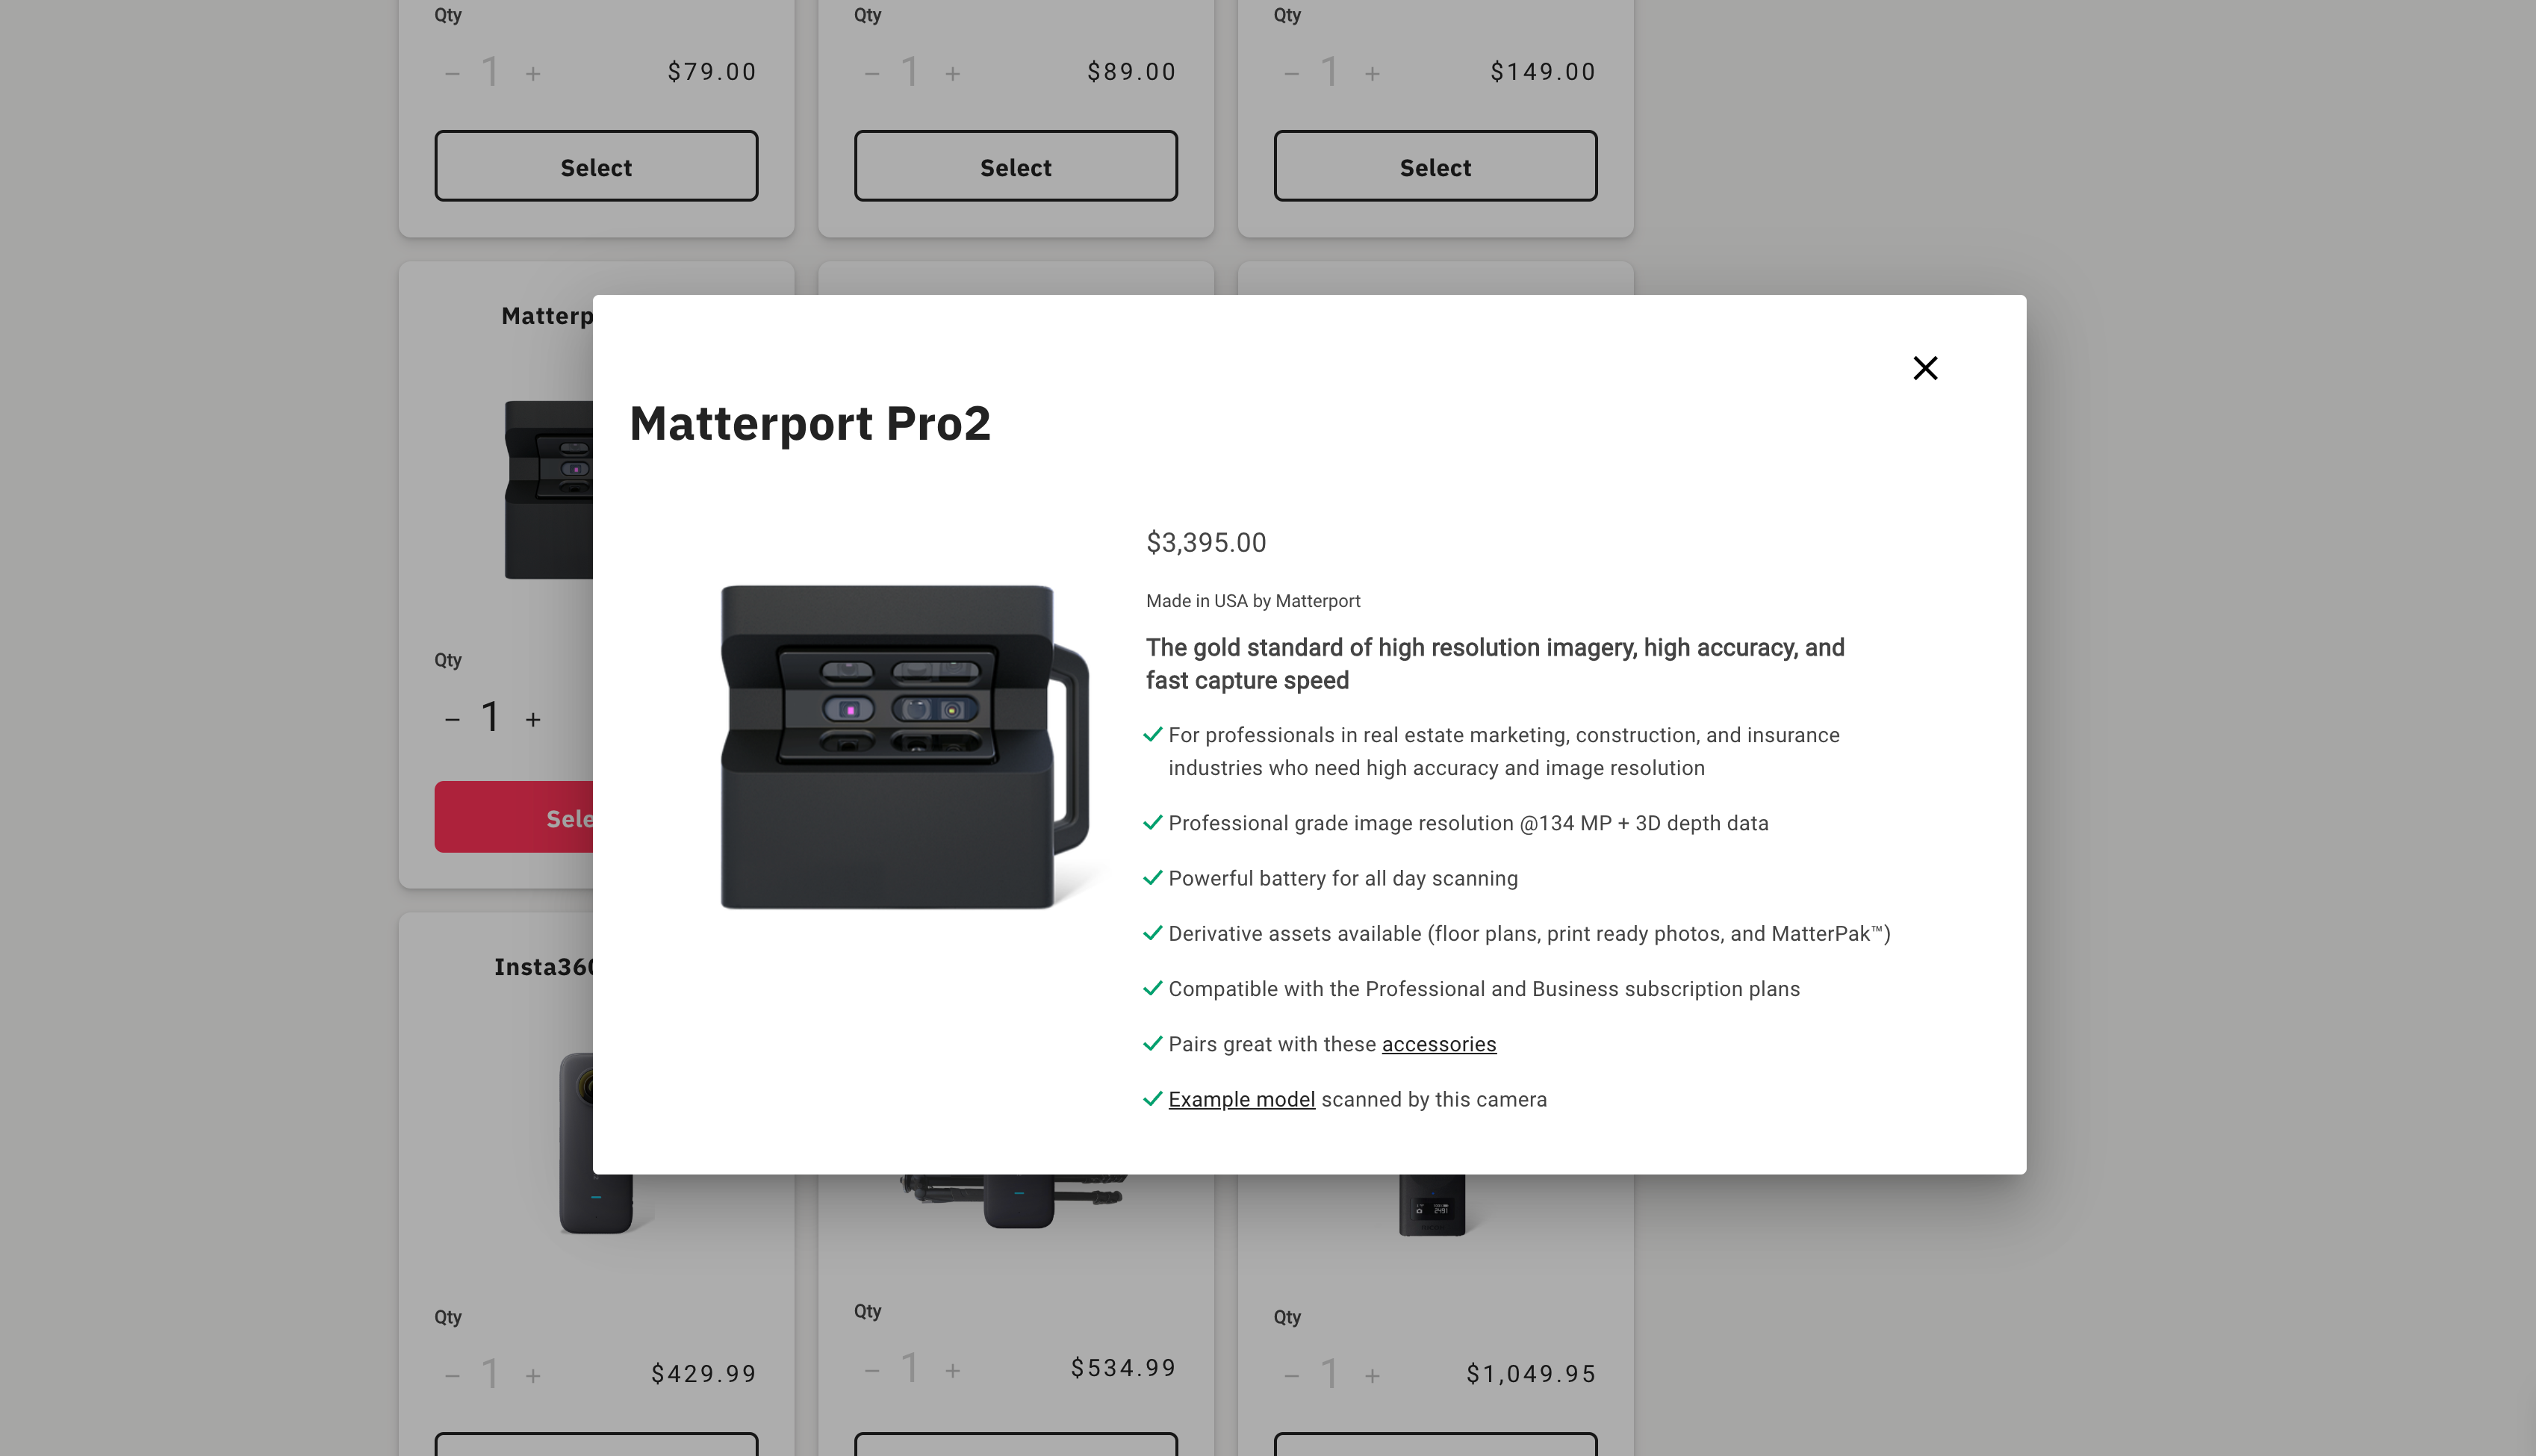 Qty
Qty
Qty
– 1 + $79.00
– 1 + $89.00
– 1 + $149.00
Select
Select
Select
Matterp
Qty
– 1 +
Sele
Matterport Pro2
$3,395.00
Made in USA by Matterport
The gold standard of high resolution imagery, high accuracy, and
fast capture speed
For professionals in real estate marketing, construction, and insurance
industries who need high accuracy and image resolution
Professional grade image resolution @134 MP + 3D depth data
Powerful battery for all day scanning
Derivative assets available (floor plans, print ready photos, and MatterPak™)
Compatible with the Professional and Business subscription plans
Pairs great with these accessories
Example model scanned by this camera
Insta360
Qty
Qty
Qty
– 1 + $429.99
– 1 + $534.99
– 1 + $1,049.95